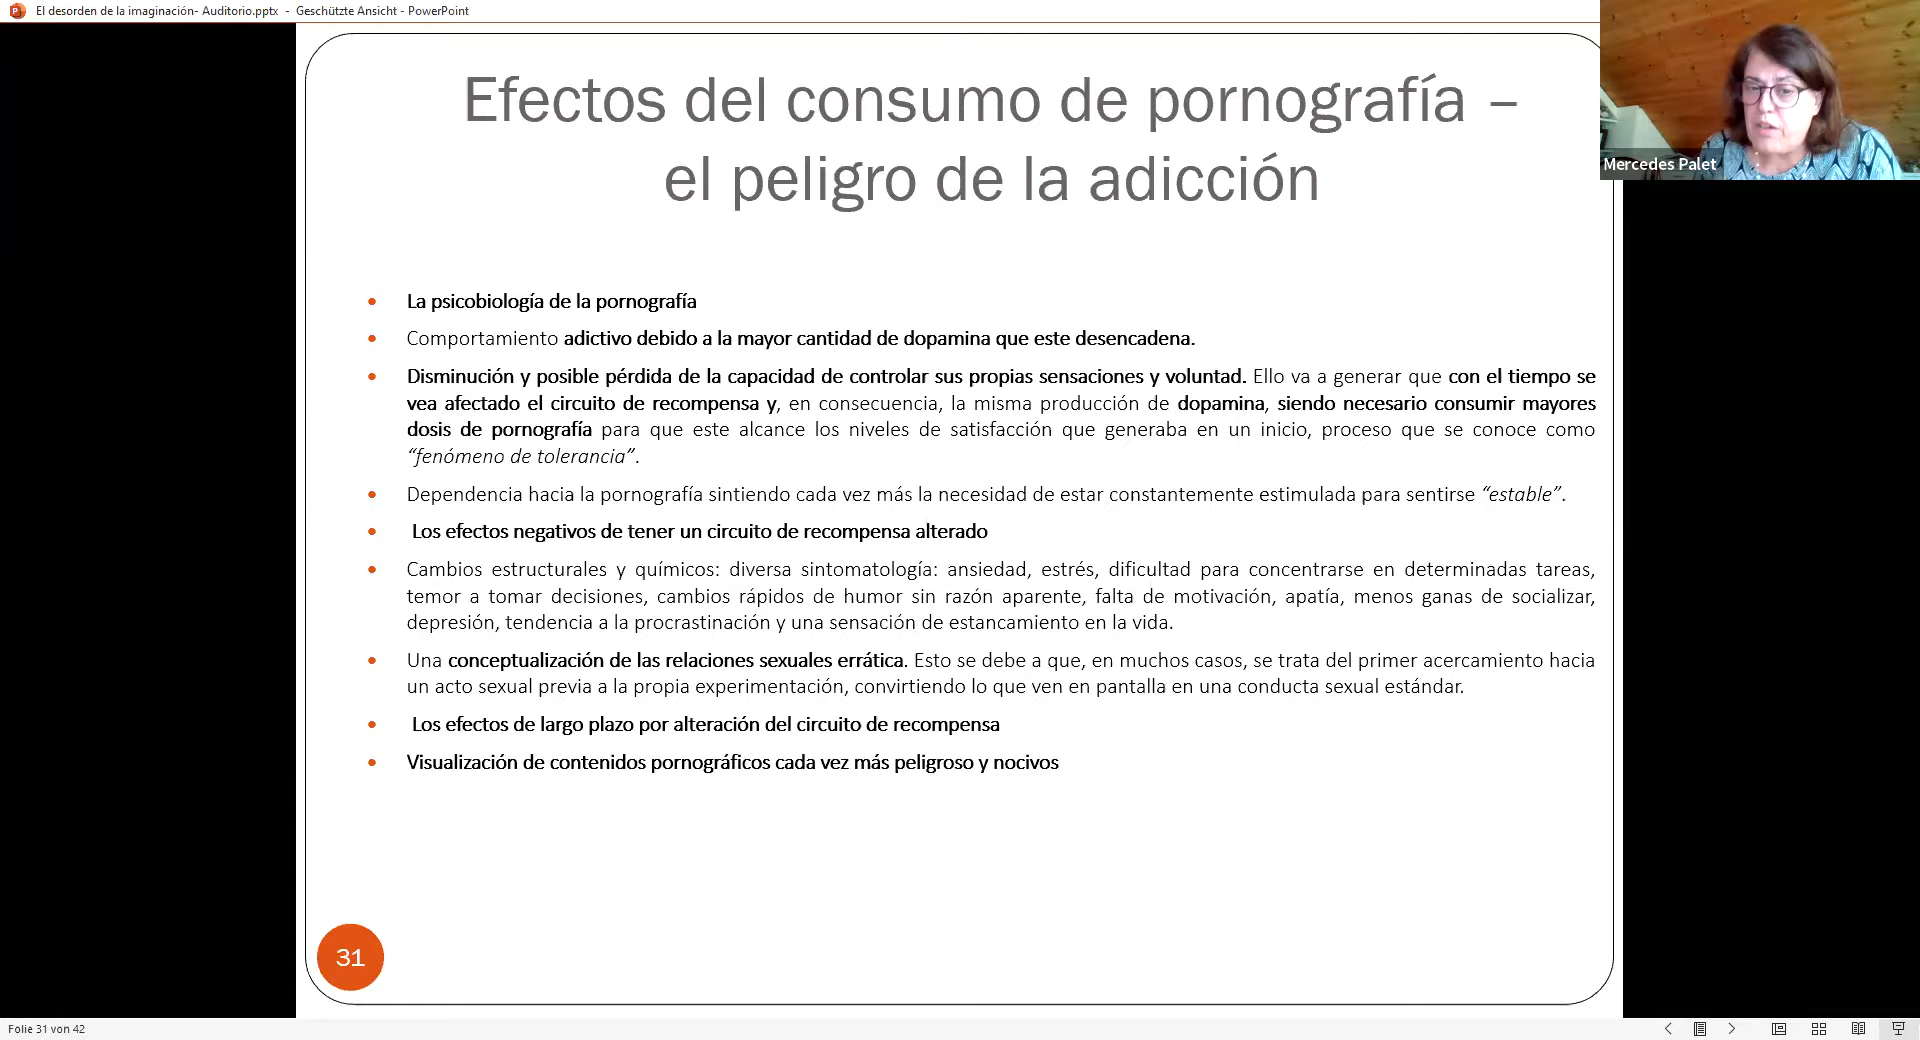 El desorden de la imaginación- Auditorio.pptx - Geschützte Ansicht - PowerPoint
Efectos del consumo de pornografía –
el peligro de la adicción
Mercedes Palet
• La psicobiología de la pornografía
• Comportamiento adictivo debido a la mayor cantidad de dopamina que este desencadena.
• Disminución y posible pérdida de la capacidad de controlar sus propias sensaciones y voluntad. Ello va a generar que con el tiempo se
vea afectado el circuito de recompensa y, en consecuencia, la misma producción de dopamina, siendo necesario consumir mayores
dosis de pornografía para que este alcance los niveles de satisfacción que generaba en un inicio, proceso que se conoce como
“fenómeno de tolerancia”.
• Dependencia hacia la pornografía sintiendo cada vez más la necesidad de estar constantemente estimulada para sentirse “estable”.
• Los efectos negativos de tener un circuito de recompensa alterado
• Cambios estructurales y químicos: diversa sintomatología: ansiedad, estrés, dificultad para concentrarse en determinadas tareas,
temor a tomar decisiones, cambios rápidos de humor sin razón aparente, falta de motivación, apatía, menos ganas de socializar,
depresión, tendencia a la procrastinación y una sensación de estancamiento en la vida.
• Una conceptualización de las relaciones sexuales errática. Esto se debe a que, en muchos casos, se trata del primer acercamiento hacia
un acto sexual previa a la propia experimentación, convirtiendo lo que ven en pantalla en una conducta sexual estándar.
• Los efectos de largo plazo por alteración del circuito de recompensa
• Visualización de contenidos pornográficos cada vez más peligroso y nocivos
31
Folie 31 von 42